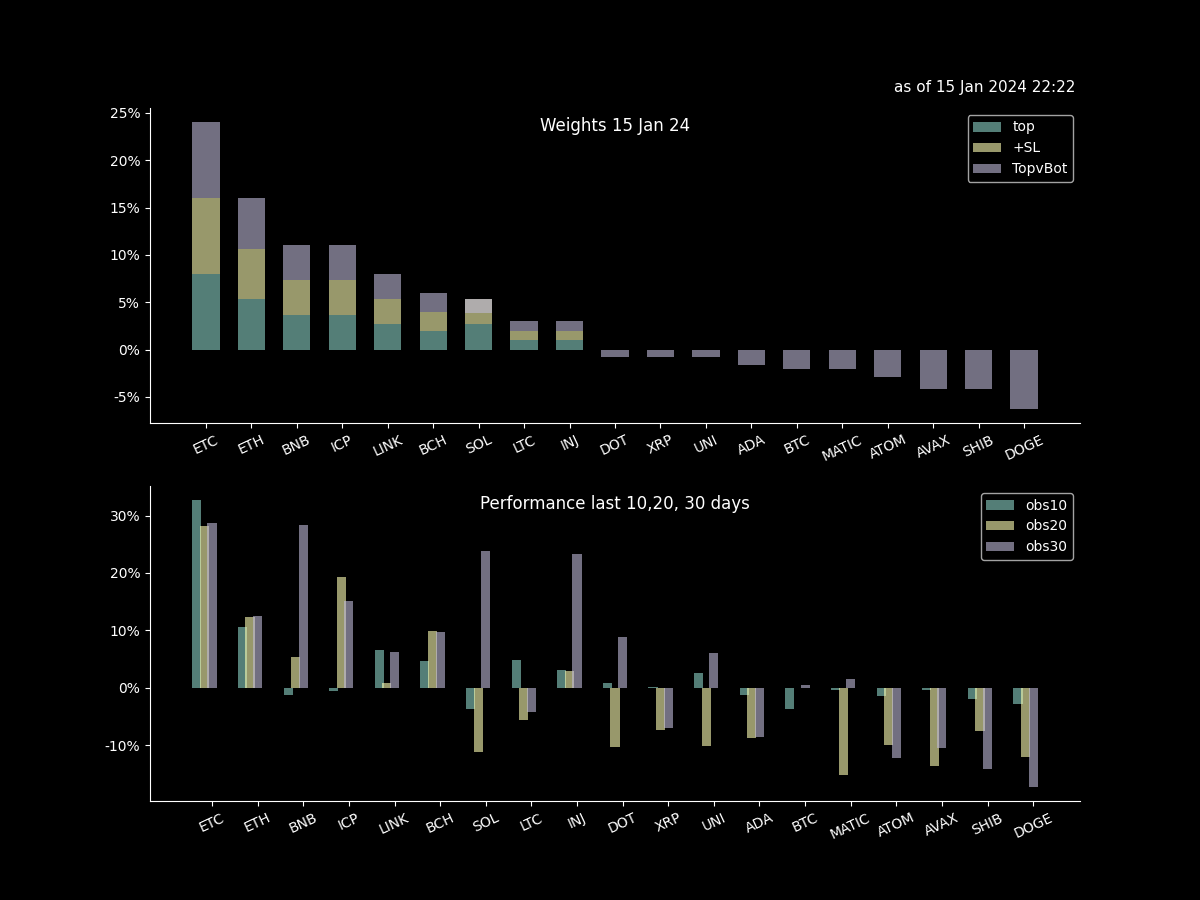 as of 15 Jan 2024 22:22
Weights 15 Jan 24
top
+SL
TopvBot
25%
20%
15%
10%
5%
0%
-5%
ETC ETH BNB ICP LINK BCH SOL LTC INJ DOT XRP UNI ADA BTC MATIC ATOM AVAX SHIB DOGE
Performance last 10,20, 30 days
obs10
obs20
obs30
30%
20%
10%
0%
-10%
ETC ETH BNB ICP LINK BCH SOL LTC INJ DOT XRP UNI ADA BTC MATIC ATOM AVAX SHIB DOGE